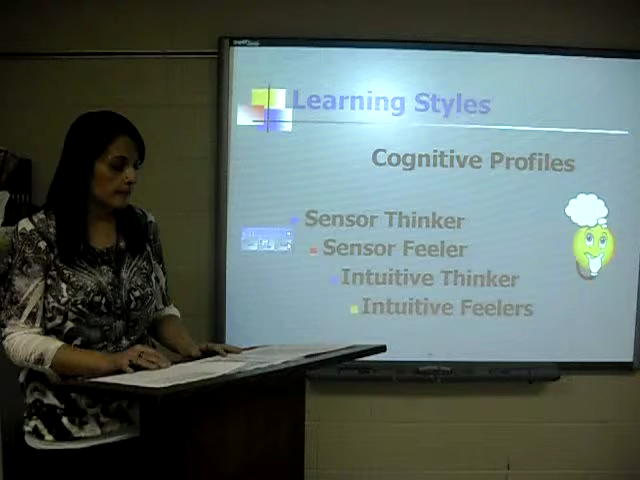 Learning Styles
Cognitive Profiles
Sensor Thinker
Sensor Feeler
Intuitive Thinker
Intuitive Feelers